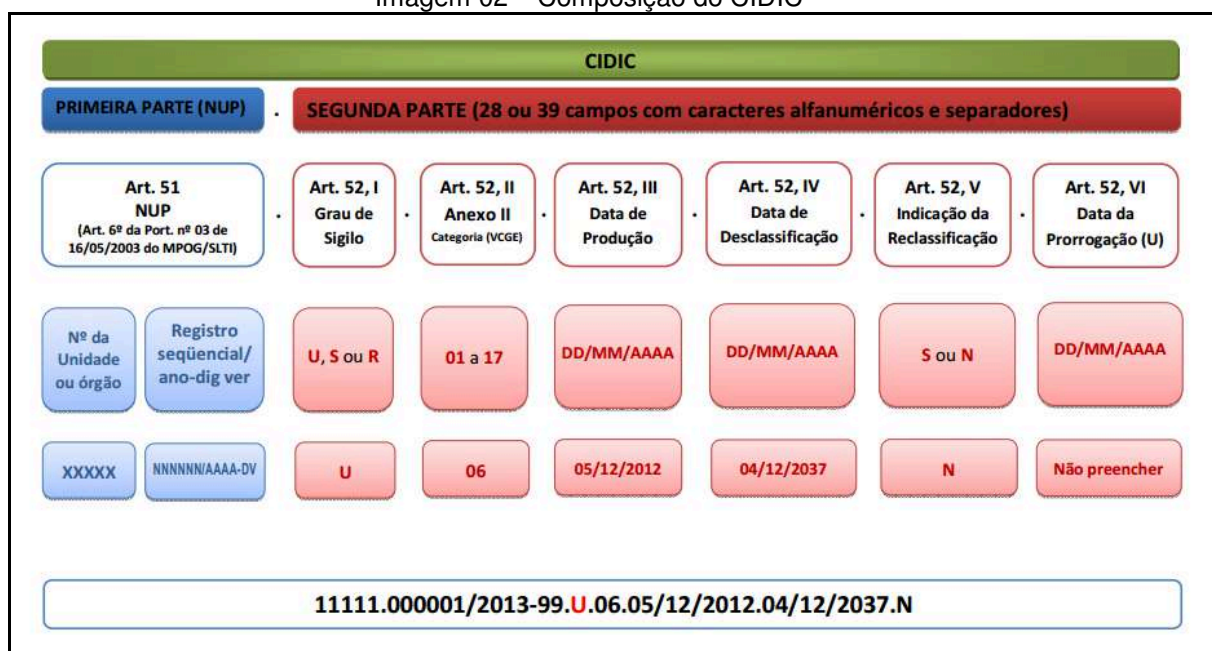 Imagem 02 – Composição do CIDIC
CIDIC
PRIMEIRA PARTE (NUP) . SEGUNDA PARTE (28 ou 39 campos com caracteres alfanuméricos e separadores)
Art. 51
NUP
(Art. 6º da Port. nº 03 de
16/05/2003 do MPOG/SLTI)
.
Art. 52, I
Grau de
Sigilo
.
Art. 52, II
Anexo II
Categoria (VCGE)
.
Art. 52, III
Data de
Produção
.
Art. 52, IV
Data de
Desclassificação
.
Art. 52, V
Indicação da
Reclassificação
.
Art. 52, VI
Data da
Prorrogação (U)
Nº da
Unidade
ou órgão
Registro
seqüencial/
ano-dig ver
U, S ou R
01 a 17
DD/MM/AAAA
DD/MM/AAAA
S ou N
DD/MM/AAAA
XXXXX
NNNNNN/AAAA-DV
U
06
05/12/2012
04/12/2037
N
Não preencher
11111.000001/2013-99.U.06.05/12/2012.04/12/2037.N